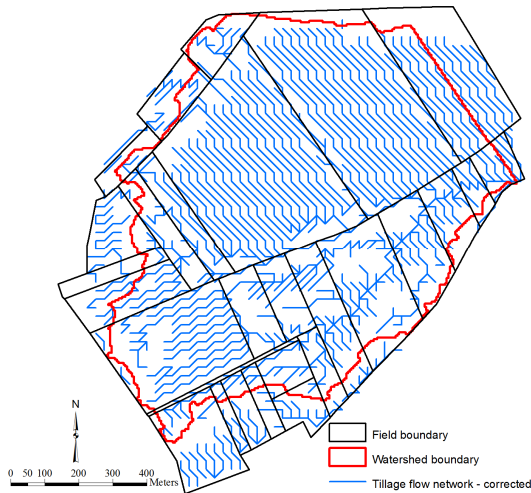 N
0 50 100 200 300 400
Meters
Field boundary
Watershed boundary
Tillage flow network - corrected